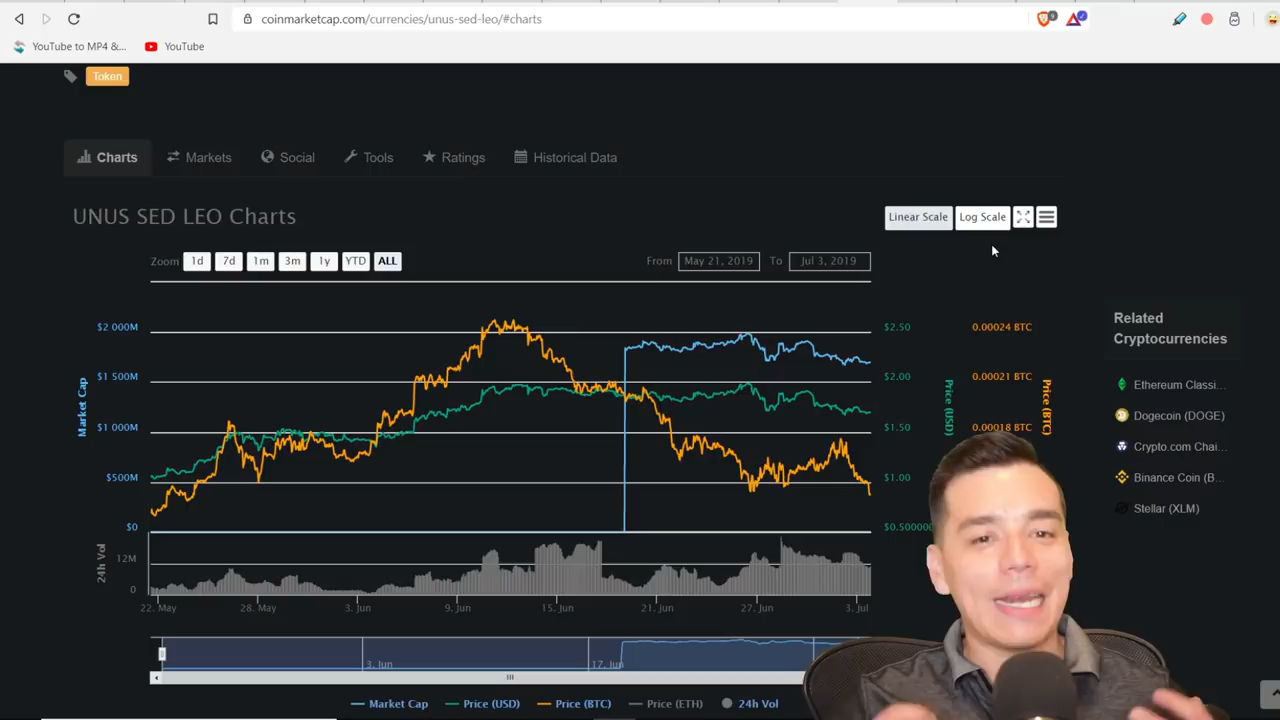 coinmarketcap.com/currencies/unus-sed-leo/#charts
9
YouTube to MP4 &...
YouTube
Token
Charts
Markets
Social
Tools
Ratings
Historical Data
UNUS SED LEO Charts
Linear Scale
Log Scale
Zoom 1d 7d 1m 3m 1y YTD ALL
From May 21, 2019 To Jul 3, 2019
$2 000M
$1 500M
$1 000M
$500M
$0
Market Cap
12M
0
24h Vol
$2.50
$2.00
$1.50
$1.00
$0.500000
Price (USD)
0.00024 BTC
0.00021 BTC
0.00018 BTC
Price (BTC)
22. May 28. May 3. Jun 9. Jun 15. Jun 21. Jun 27. Jun 3. Jul
3. Jun 17. Jun
Market Cap Price (USD) Price (BTC) Price (ETH) 24h Vol
Related
Cryptocurrencies
Ethereum Classi...
Dogecoin (DOGE)
Crypto.com Chai...
Binance Coin (B...
Stellar (XLM)